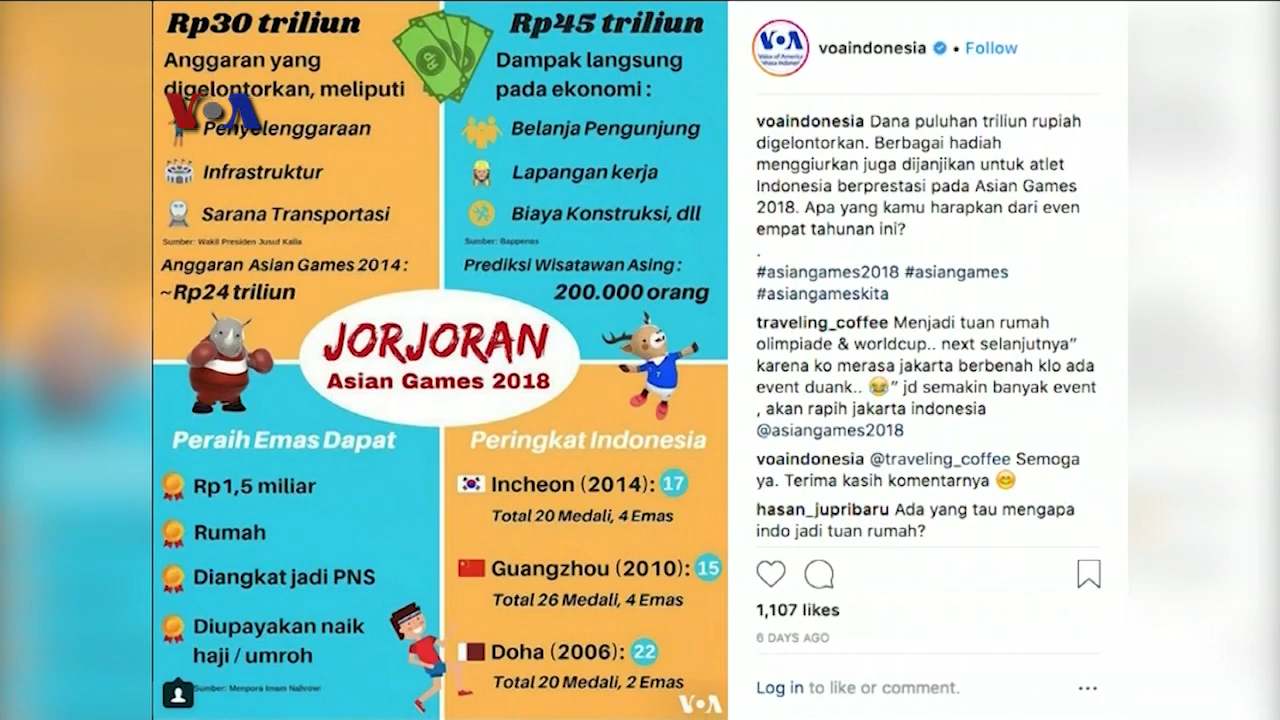 Rp30 triliun
Anggaran yang
digelontorkan, meliputi
VOA
Penyelenggaraan
Infrastruktur
Sarana Transportasi
Sumber: Wakil Presiden Jusuf Kalla
Anggaran Asian Games 2014:
~Rp24 triliun
Rp45 triliun
Dampak langsung
pada ekonomi :
Belanja Pengunjung
Lapangan kerja
Biaya Konstruksi, dll
Sumber: Bappenas
Prediksi Wisatawan Asing:
200.000 orang
JORJORAN
Asian Games 2018
Peraih Emas Dapat
Rp1,5 miliar
Rumah
Diangkat jadi PNS
Diupayakan naik
haji / umroh
Sumber: Menpora Imam Nahrowi
Peringkat Indonesia
Incheon (2014): 17
Total 20 Medali, 4 Emas
Guangzhou (2010): 15
Total 26 Medali, 4 Emas
Doha (2006): 22
Total 20 Medali, 2 Emas
VOA
VOA
voaindonesia • Follow
voaindonesia Dana puluhan triliun rupiah
digelontorkan. Berbagai hadiah
menggiurkan juga dijanjikan untuk atlet
Indonesia berprestasi pada Asian Games
2018. Apa yang kamu harapkan dari even
empat tahunan ini?
.
#asiangames2018 #asiangames
#asiangameskita
traveling_coffee Menjadi tuan rumah
olimpiade & worldcup.. next selanjutnya”
karena ko merasa jakarta berbenah klo ada
event duank.. 😂” jd semakin banyak event
, akan rapih jakarta indonesia
@asiangames2018
voaindonesia @traveling_coffee Semoga
ya. Terima kasih komentarnya 😊
hasan_jupribaru Ada yang tau mengapa
indo jadi tuan rumah?
1,107 likes
6 DAYS AGO
Log in to like or comment.